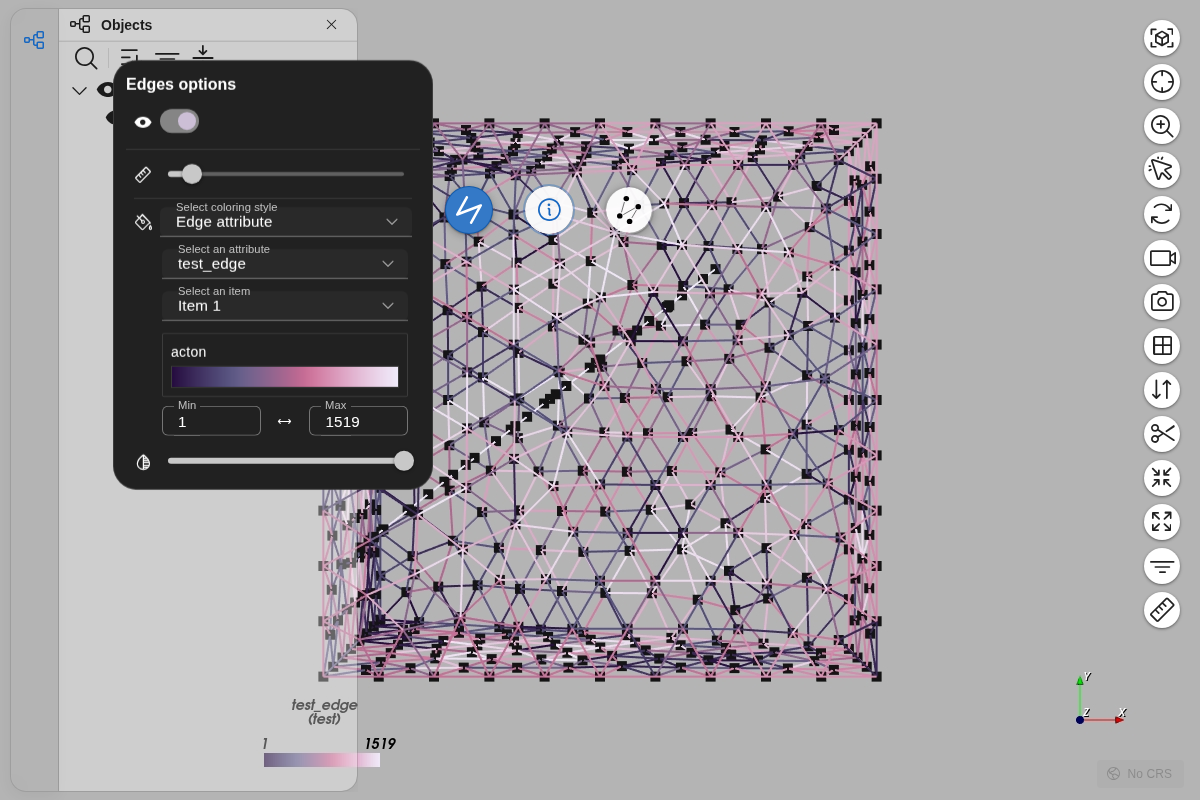 Objects
Edges options
Select coloring style
Edge attribute
Select an attribute
test_edge
Select an item
Item 1
acton
Min
1
Max
1519
test_edge
(test)
1
1519
Y
Z
X
No CRS